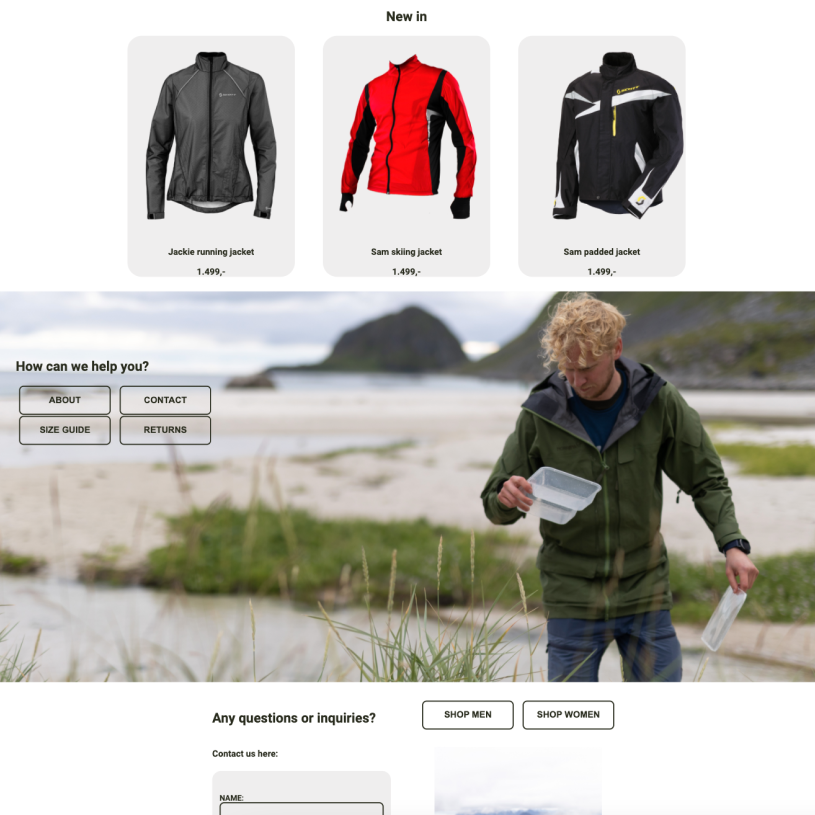 New in
Jackie running jacket
1.499,-
Sam skiing jacket
1.499,-
Sam padded jacket
1.499,-
How can we help you?
ABOUT
CONTACT
SIZE GUIDE
RETURNS
Any questions or inquiries?
SHOP MEN
SHOP WOMEN
Contact us here:
NAME: